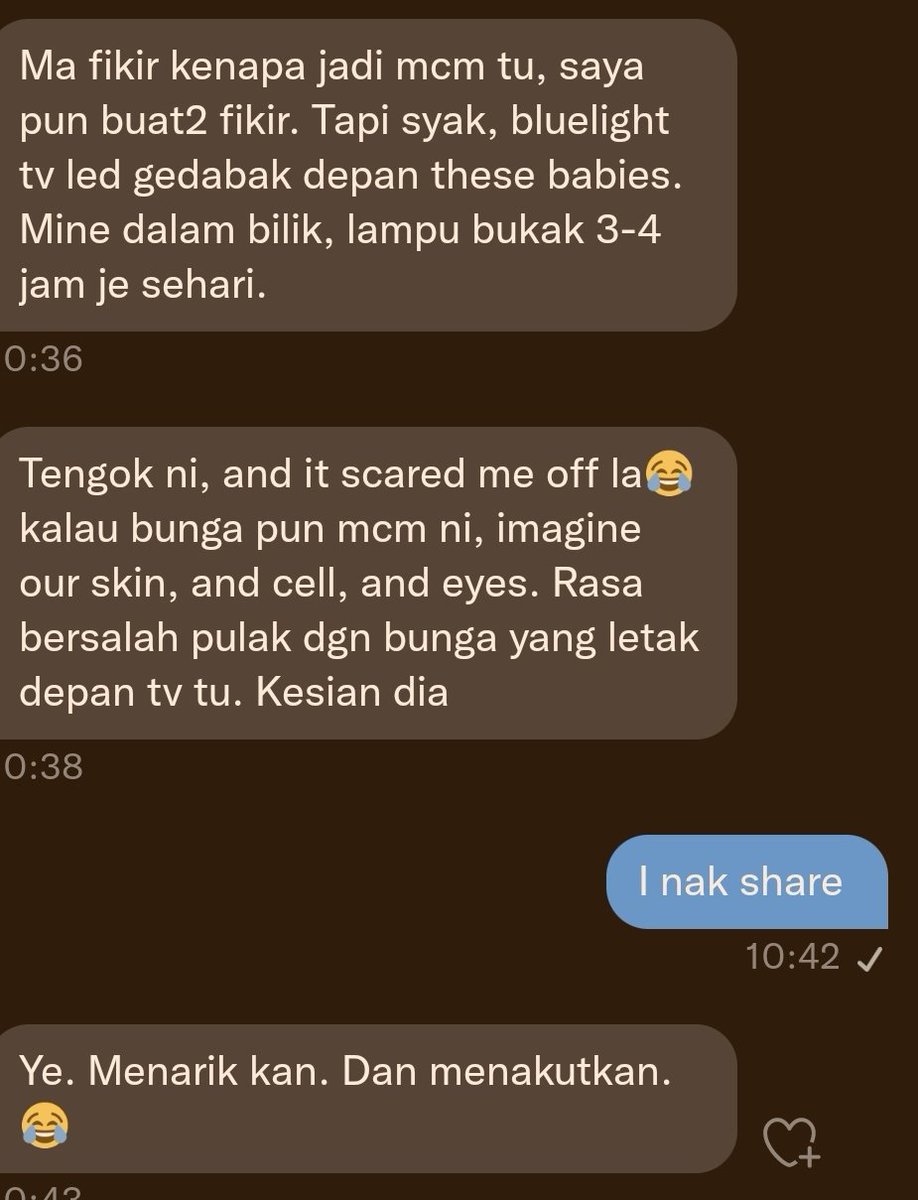 Ma fikir kenapa jadi mcm tu, saya
pun buat2 fikir. Tapi syak, bluelight
tv led gedabak depan these babies.
Mine dalam bilik, lampu bukak 3-4
jam je sehari.
0:36
Tengok ni, and it scared me off la😂
kalau bunga pun mcm ni, imagine
our skin, and cell, and eyes. Rasa
bersalah pulak dgn bunga yang letak
depan tv tu. Kesian dia
0:38
I nak share
10:42
Ye. Menarik kan. Dan menakutkan.
😂
0:43